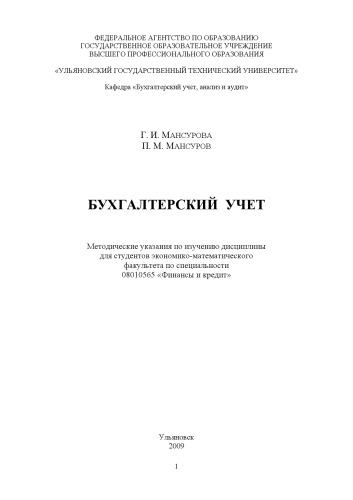 ФЕДЕРАЛЬНОЕ АГЕНТСТВО ПО ОБРАЗОВАНИЮ
ГОСУДАРСТВЕННОЕ ОБРАЗОВАТЕЛЬНОЕ УЧРЕЖДЕНИЕ
ВЫСШЕГО ПРОФЕССИОНАЛЬНОГО ОБРАЗОВАНИЯ
«УЛЬЯНОВСКИЙ ГОСУДАРСТВЕННЫЙ ТЕХНИЧЕСКИЙ УНИВЕРСИТЕТ»
Кафедра «Бухгалтерский учет, анализ и аудит»
Г. И. МАНСУРОВА
П. М. МАНСУРОВ
БУХГАЛТЕРСКИЙ УЧЕТ
Методические указания по изучению дисциплины
для студентов экономико-математического
факультета по специальности
08010565 «Финансы и кредит»
Ульяновск
2009
1